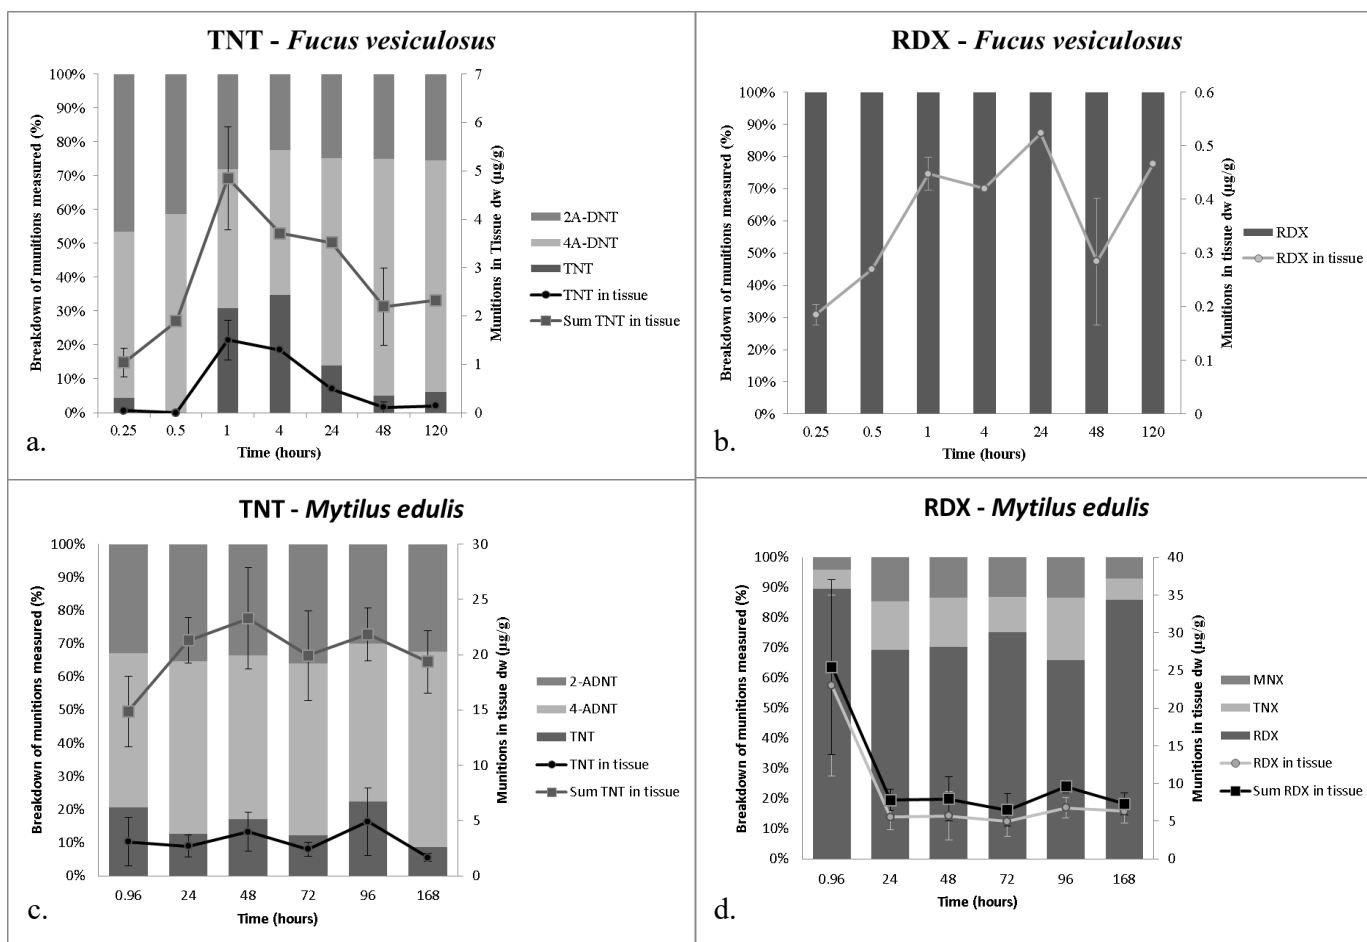 TNT - Fucus vesiculosus
100%
90%
80%
70%
60%
50%
40%
30%
20%
10%
0%
Breakdown of munitions measured (%)
7
6
5
4
3
2
1
0
Munitions in Tissue dw (µg/g)
0.25 0.5 1 4 24 48 120
Time (hours)
2A-DNT
4A-DNT
TNT
TNT in tissue
Sum TNT in tissue
a.
RDX - Fucus vesiculosus
100%
90%
80%
70%
60%
50%
40%
30%
20%
10%
0%
Breakdown of munitions measured (%)
0.6
0.5
0.4
0.3
0.2
0.1
0
Munitions in tissue dw (µg/g)
0.25 0.5 1 4 24 48 120
Time (hours)
RDX
RDX in tissue
b.
TNT - Mytilus edulis
100%
90%
80%
70%
60%
50%
40%
30%
20%
10%
0%
Breakdown of munitions measured (%)
30
25
20
15
10
5
0
Munitions in tissue dw (µg/g)
0.96 24 48 72 96 168
Time (hours)
2-ADNT
4-ADNT
TNT
TNT in tissue
Sum TNT in tissue
c.
RDX - Mytilus edulis
100%
90%
80%
70%
60%
50%
40%
30%
20%
10%
0%
Breakdown of munitions measured (%)
40
35
30
25
20
15
10
5
0
Munitions in tissue dw (µg/g)
0.96 24 48 72 96 168
Time (hours)
MNX
TNX
RDX
RDX in tissue
Sum RDX in tissue
d.